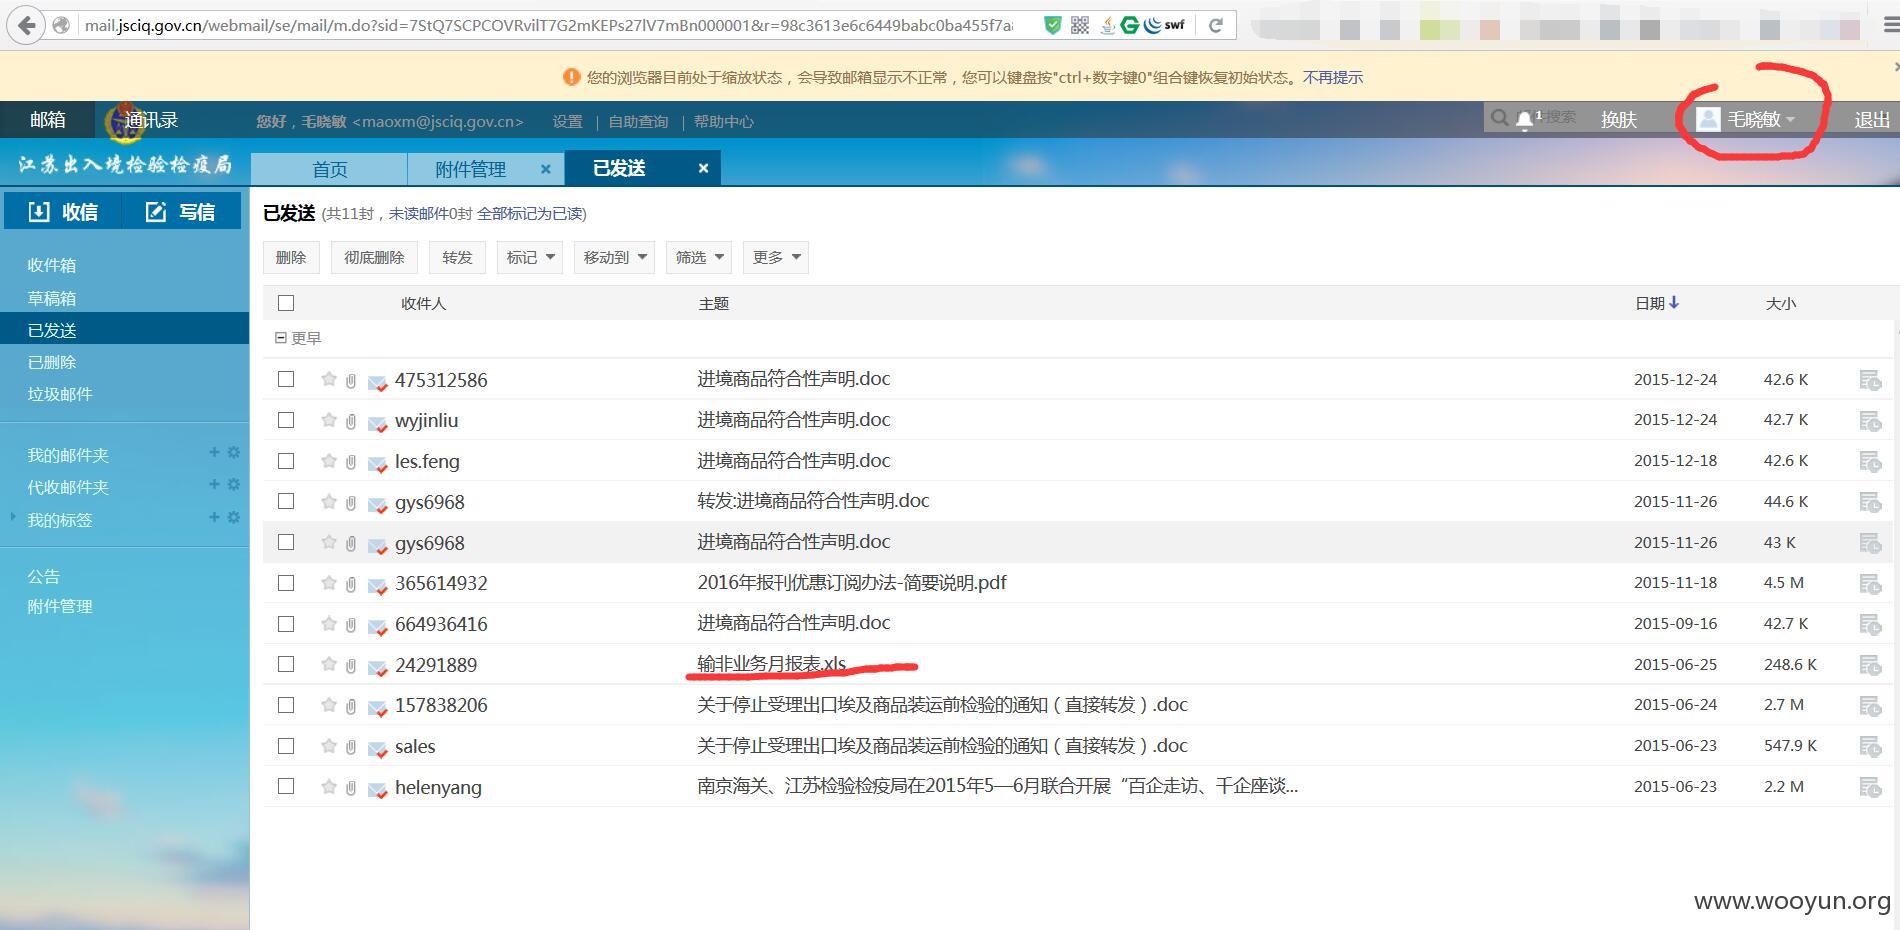 mail.jsciq.gov.cn/webmail/se/mail/m.do?sid=7StQ7SCPCOVRvilT7G2mKEPs27lV7mBn000001&r=98c3613e6c6449babc0ba455f7a
swf
您的浏览器目前处于缩放状态，会导致邮箱显示不正常，您可以键盘按"ctrl+数字键0"组合键恢复初始状态。不再提示
邮箱 通讯录 您好，毛晓敏 <maoxm@jsciq.gov.cn> 设置 | 自助查询 | 帮助中心 1 搜索 换肤 毛晓敏 退出
江苏出入境检验检疫局 首页 附件管理 × 已发送 ×
收信 写信
收件箱
草稿箱
已发送
已删除
垃圾邮件
我的邮件夹
代收邮件夹
我的标签
公告
附件管理
已发送 (共11封，未读邮件0封 全部标记为已读)
删除 彻底删除 转发 标记 移动到 筛选 更多
收件人 主题 日期 大小
更早
475312586 进境商品符合性声明.doc 2015-12-24 42.6 K
wyjinliu 进境商品符合性声明.doc 2015-12-24 42.7 K
les.feng 进境商品符合性声明.doc 2015-12-18 42.6 K
gys6968 转发:进境商品符合性声明.doc 2015-11-26 44.6 K
gys6968 进境商品符合性声明.doc 2015-11-26 43 K
365614932 2016年报刊优惠订阅办法-简要说明.pdf 2015-11-18 4.5 M
664936416 进境商品符合性声明.doc 2015-09-16 42.7 K
24291889 输非业务月报表.xls 2015-06-25 248.6 K
157838206 关于停止受理出口埃及商品装运前检验的通知（直接转发）.doc 2015-06-24 2.7 M
sales 关于停止受理出口埃及商品装运前检验的通知（直接转发）.doc 2015-06-23 547.9 K
helenyang 南京海关、江苏检验检疫局在2015年5—6月联合开展“百企走访、千企座谈... 2015-06-23 2.2 M
www.wooyun.org